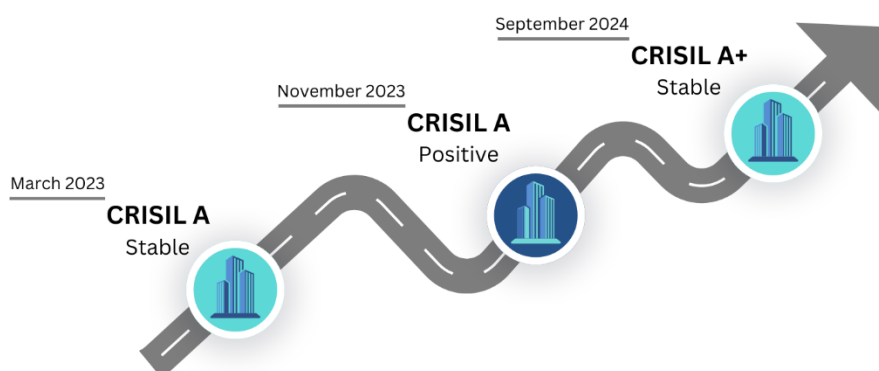 March 2023
CRISIL A
Stable
November 2023
CRISIL A
Positive
September 2024
CRISIL A+
Stable